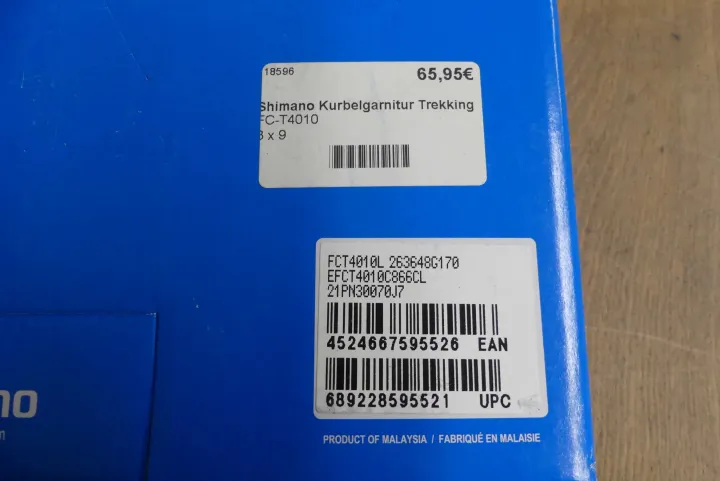 18596 65,95€
Shimano Kurbelgarnitur Trekking
FC-T4010
3 x 9
FCT4010L 263648G170
EFCT4010C866CL
21PN30070J7
4524667595526 EAN
689228595521 UPC
PRODUCT OF MALAYSIA / FABRIQUÉ EN MALAISIE
no
m